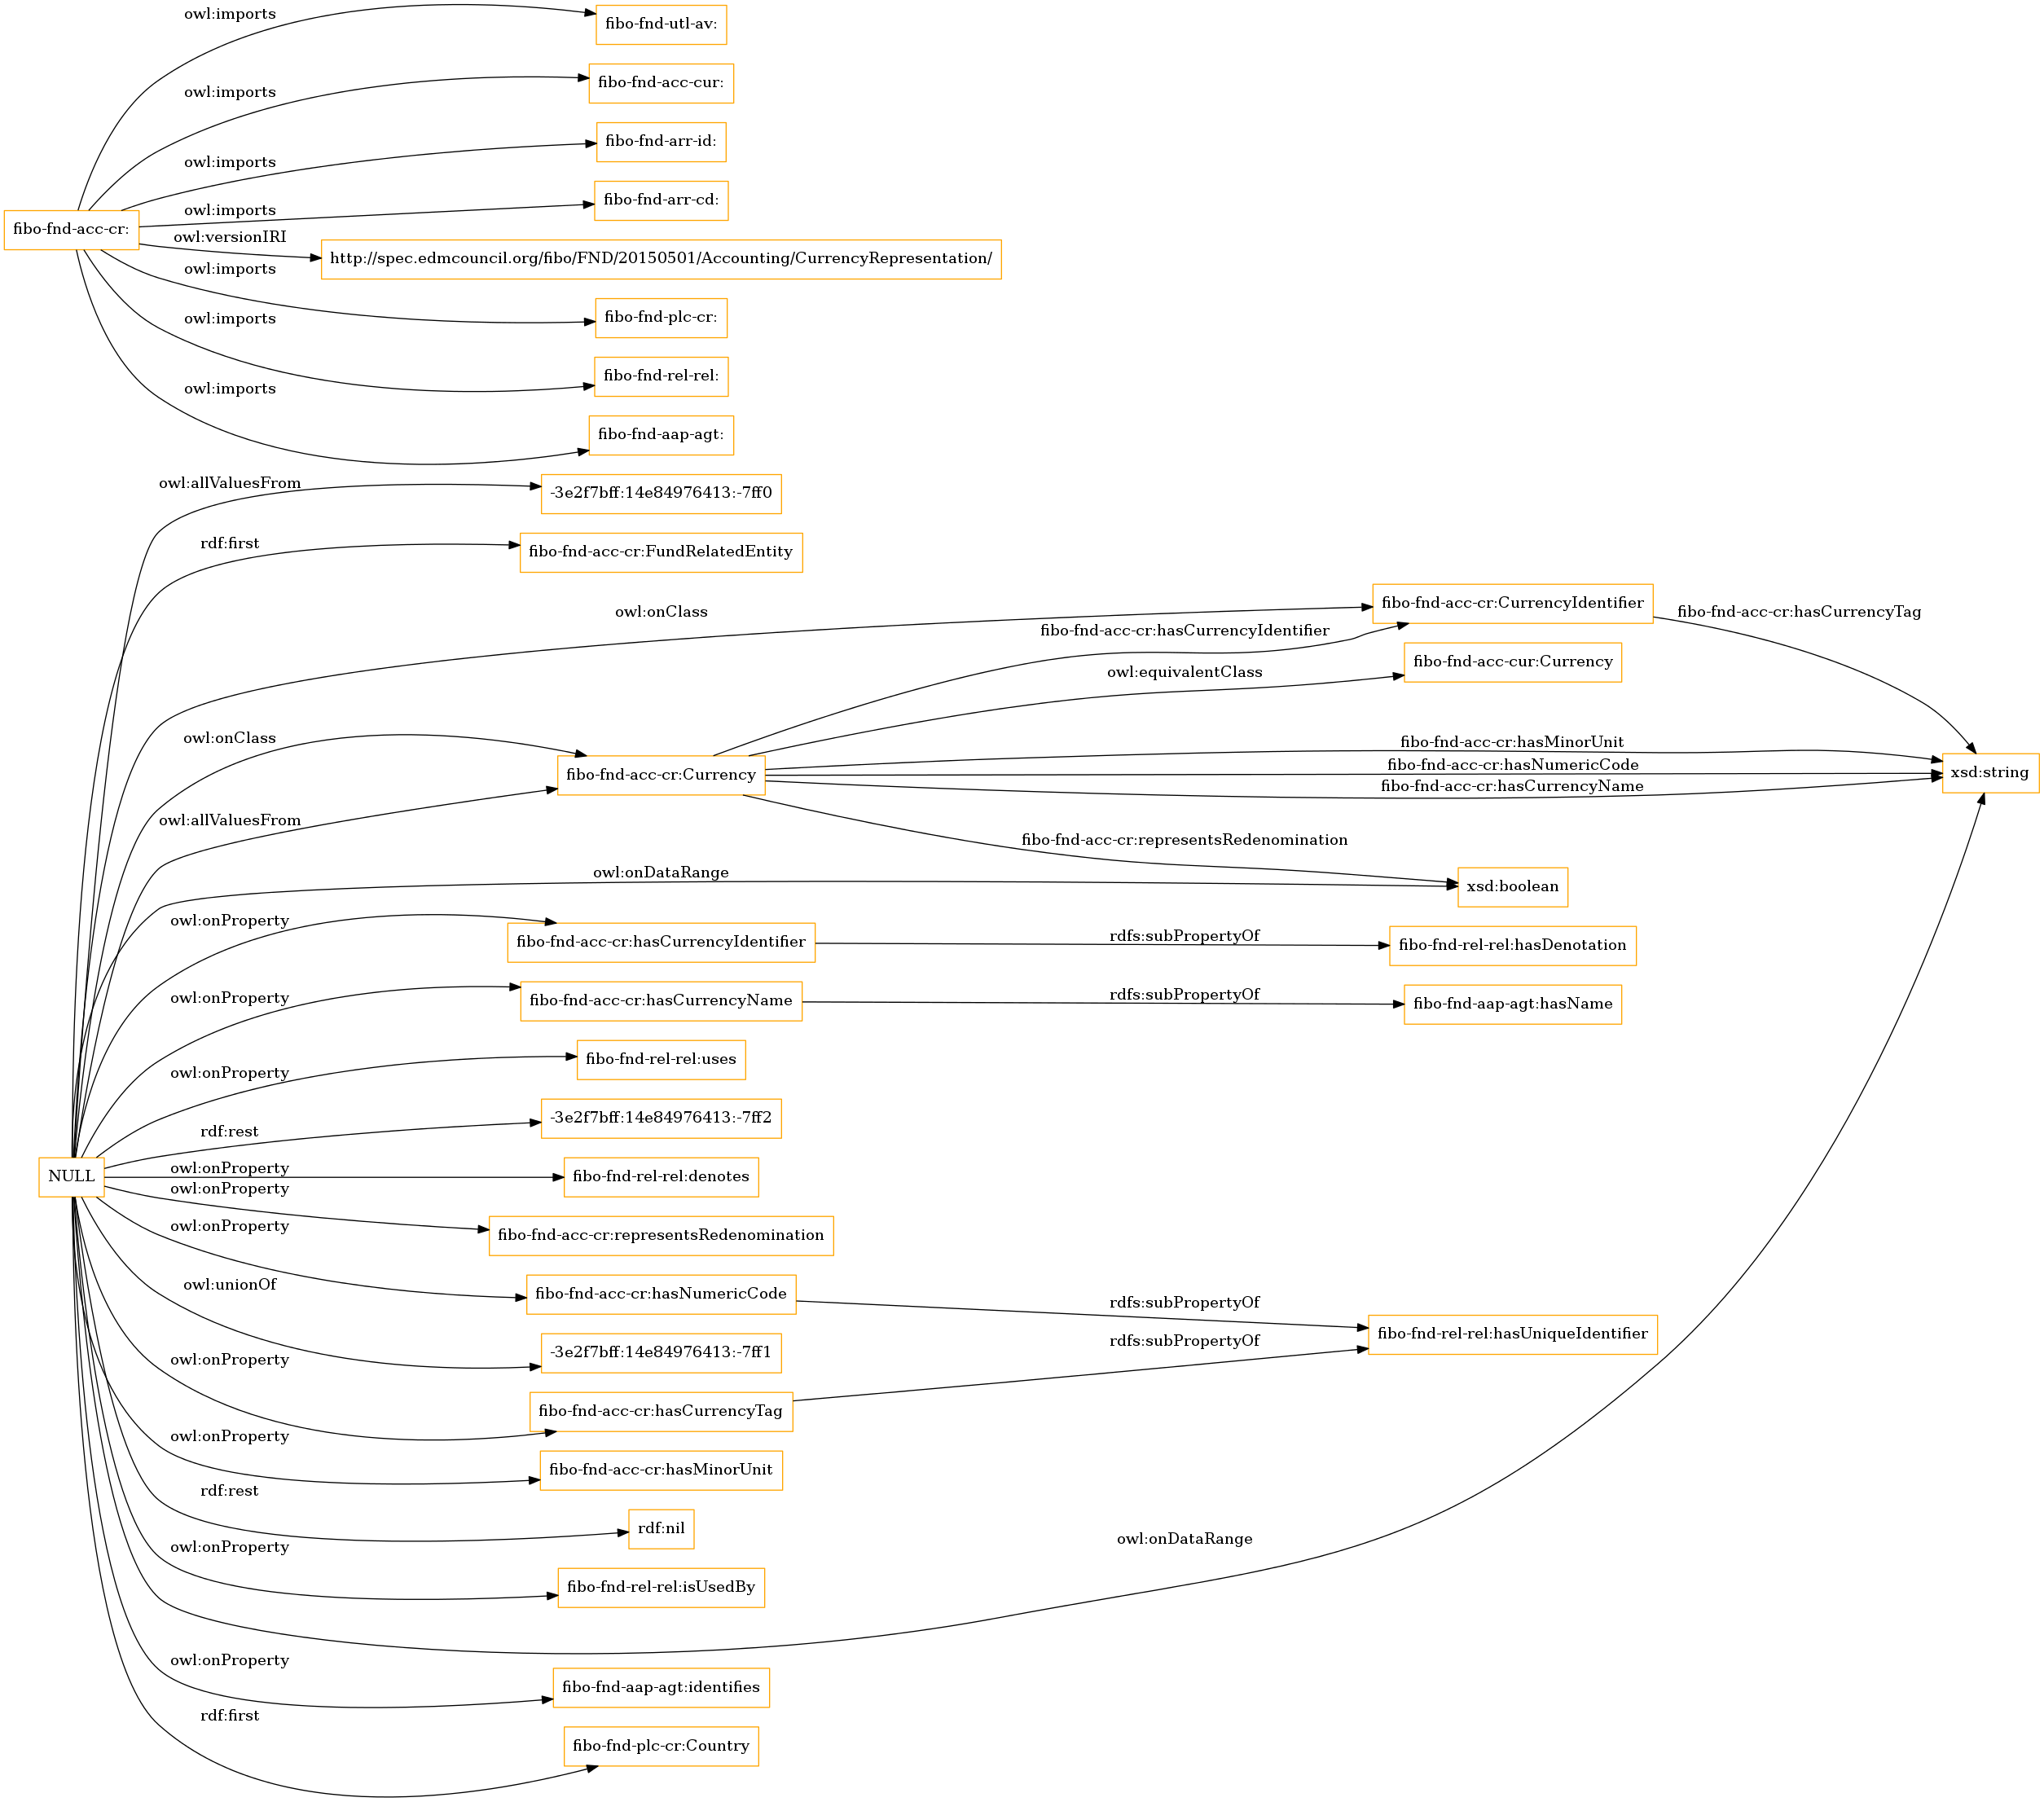 owl:imports
fibo-fnd-utl-av:
fibo-fnd-acc-cur:
owl:imports
fibo-fnd-arr-id:
owl:imports
fibo-fnd-arr-cd:
owl:imports
fibo-fnd-acc-cr:
owl:versionIRI
http://spec.edmcouncil.org/fibo/FND/20150501/Accounting/CurrencyRepresentation/
owl:imports
fibo-fnd-plc-cr:
owl:imports
fibo-fnd-rel-rel:
owl:imports
fibo-fnd-aap-agt:
owl:allValuesFrom
-3e2f7bff:14e84976413:-7ff0
rdf:first
fibo-fnd-acc-cr:FundRelatedEntity
owl:onClass
fibo-fnd-acc-cr:CurrencyIdentifier
fibo-fnd-acc-cr:hasCurrencyTag
fibo-fnd-acc-cr:hasCurrencyIdentifier
fibo-fnd-acc-cur:Currency
owl:equivalentClass
owl:onClass
fibo-fnd-acc-cr:hasMinorUnit
fibo-fnd-acc-cr:Currency
fibo-fnd-acc-cr:hasNumericCode
xsd:string
fibo-fnd-acc-cr:hasCurrencyName
owl:allValuesFrom
fibo-fnd-acc-cr:representsRedenomination
owl:onDataRange
xsd:boolean
owl:onProperty
fibo-fnd-acc-cr:hasCurrencyIdentifier
rdfs:subPropertyOf
fibo-fnd-rel-rel:hasDenotation
owl:onProperty
fibo-fnd-acc-cr:hasCurrencyName
rdfs:subPropertyOf
fibo-fnd-aap-agt:hasName
owl:onProperty
fibo-fnd-rel-rel:uses
rdf:rest
-3e2f7bff:14e84976413:-7ff2
NULL
owl:onProperty
fibo-fnd-rel-rel:denotes
owl:onProperty
fibo-fnd-acc-cr:representsRedenomination
owl:onProperty
fibo-fnd-acc-cr:hasNumericCode
rdfs:subPropertyOf
owl:unionOf
-3e2f7bff:14e84976413:-7ff1
fibo-fnd-rel-rel:hasUniqueIdentifier
rdfs:subPropertyOf
owl:onProperty
fibo-fnd-acc-cr:hasCurrencyTag
owl:onProperty
fibo-fnd-acc-cr:hasMinorUnit
rdf:rest
rdf:nil
owl:onProperty
fibo-fnd-rel-rel:isUsedBy
owl:onDataRange
owl:onProperty
fibo-fnd-aap-agt:identifies
rdf:first
fibo-fnd-plc-cr:Country